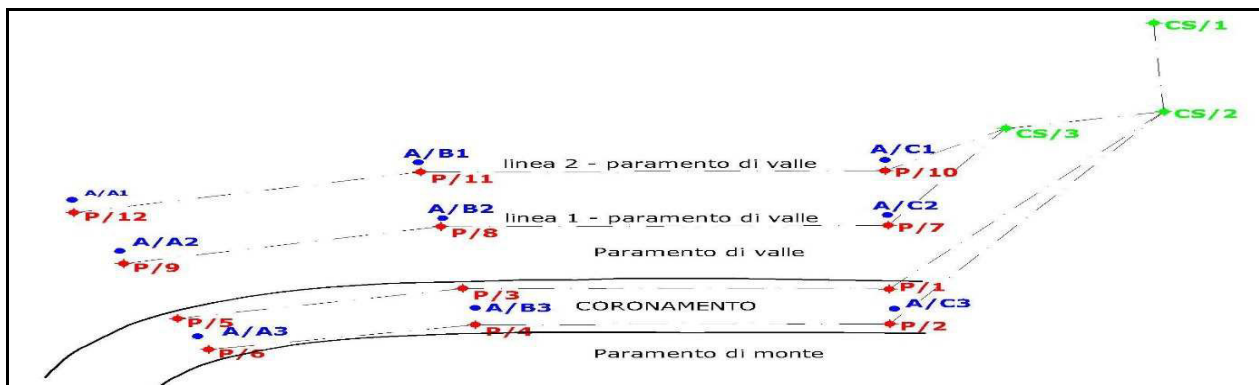 CS/1
CS/2
CS/3
A/B1
A/C1
linea 2 - paramento di valle
P/11
P/10
A/A1
P/12
A/B2
A/C2
linea 1 - paramento di valle
P/8
P/7
A/A2
P/9
Paramento di valle
P/3
P/1
A/B3
CORONAMENTO
A/C3
P/5
P/4
P/2
A/A3
P/6
Paramento di monte